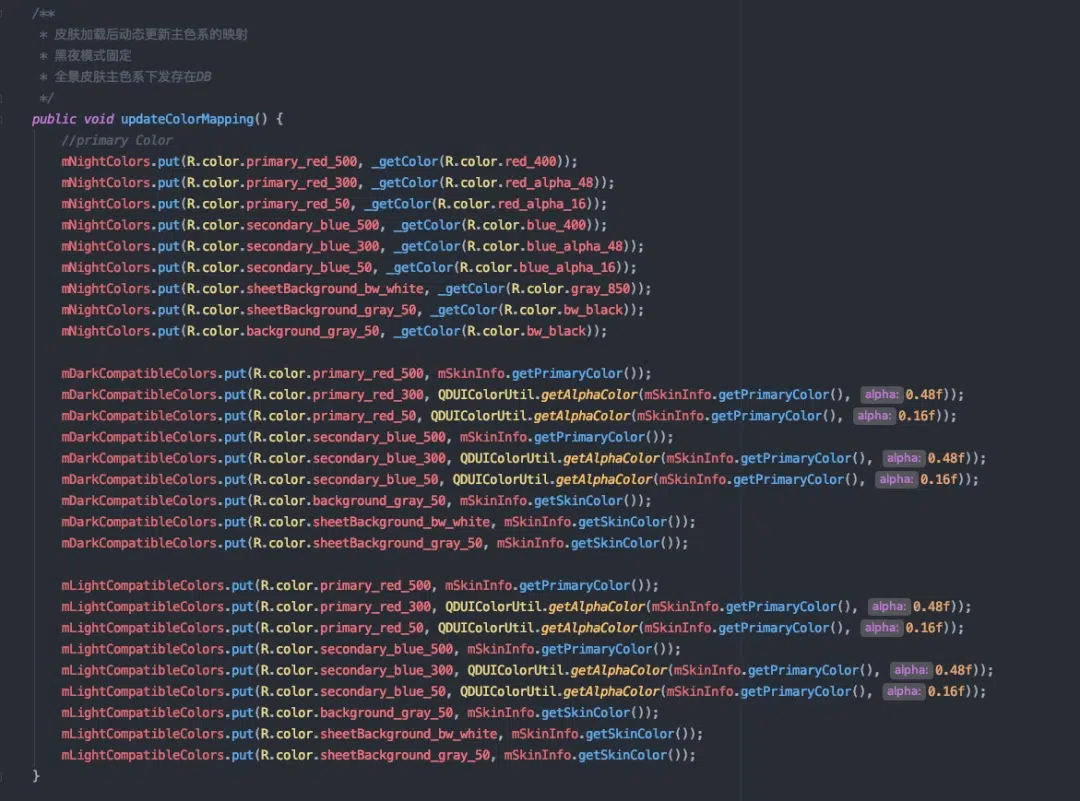 /**
 * 皮肤加载后动态更新主色系的映射
 * 黑夜模式固定
 * 全景皮肤主色系下发存在DB
 */
public void updateColorMapping() {
    //primary Color
    mNightColors.put(R.color.primary_red_500, _getColor(R.color.red_400));
    mNightColors.put(R.color.primary_red_300, _getColor(R.color.red_alpha_48));
    mNightColors.put(R.color.primary_red_50, _getColor(R.color.red_alpha_16));
    mNightColors.put(R.color.secondary_blue_500, _getColor(R.color.blue_400));
    mNightColors.put(R.color.secondary_blue_300, _getColor(R.color.blue_alpha_48));
    mNightColors.put(R.color.secondary_blue_50, _getColor(R.color.blue_alpha_16));
    mNightColors.put(R.color.sheetBackground_bw_white, _getColor(R.color.gray_850));
    mNightColors.put(R.color.sheetBackground_gray_50, _getColor(R.color.bw_black));
    mNightColors.put(R.color.background_gray_50, _getColor(R.color.bw_black));

    mDarkCompatibleColors.put(R.color.primary_red_500, mSkinInfo.getPrimaryColor());
    mDarkCompatibleColors.put(R.color.primary_red_300, QDUIColorUtil.getAlphaColor(mSkinInfo.getPrimaryColor(), alpha: 0.48f));
    mDarkCompatibleColors.put(R.color.primary_red_50, QDUIColorUtil.getAlphaColor(mSkinInfo.getPrimaryColor(), alpha: 0.16f));
    mDarkCompatibleColors.put(R.color.secondary_blue_500, mSkinInfo.getPrimaryColor());
    mDarkCompatibleColors.put(R.color.secondary_blue_300, QDUIColorUtil.getAlphaColor(mSkinInfo.getPrimaryColor(), alpha: 0.48f));
    mDarkCompatibleColors.put(R.color.secondary_blue_50, QDUIColorUtil.getAlphaColor(mSkinInfo.getPrimaryColor(), alpha: 0.16f));
    mDarkCompatibleColors.put(R.color.background_gray_50, mSkinInfo.getSkinColor());
    mDarkCompatibleColors.put(R.color.sheetBackground_bw_white, mSkinInfo.getSkinColor());
    mDarkCompatibleColors.put(R.color.sheetBackground_gray_50, mSkinInfo.getSkinColor());

    mLightCompatibleColors.put(R.color.primary_red_500, mSkinInfo.getPrimaryColor());
    mLightCompatibleColors.put(R.color.primary_red_300, QDUIColorUtil.getAlphaColor(mSkinInfo.getPrimaryColor(), alpha: 0.48f));
    mLightCompatibleColors.put(R.color.primary_red_50, QDUIColorUtil.getAlphaColor(mSkinInfo.getPrimaryColor(), alpha: 0.16f));
    mLightCompatibleColors.put(R.color.secondary_blue_500, mSkinInfo.getPrimaryColor());
    mLightCompatibleColors.put(R.color.secondary_blue_300, QDUIColorUtil.getAlphaColor(mSkinInfo.getPrimaryColor(), alpha: 0.48f));
    mLightCompatibleColors.put(R.color.secondary_blue_50, QDUIColorUtil.getAlphaColor(mSkinInfo.getPrimaryColor(), alpha: 0.16f));
    mLightCompatibleColors.put(R.color.background_gray_50, mSkinInfo.getSkinColor());
    mLightCompatibleColors.put(R.color.sheetBackground_bw_white, mSkinInfo.getSkinColor());
    mLightCompatibleColors.put(R.color.sheetBackground_gray_50, mSkinInfo.getSkinColor());
}